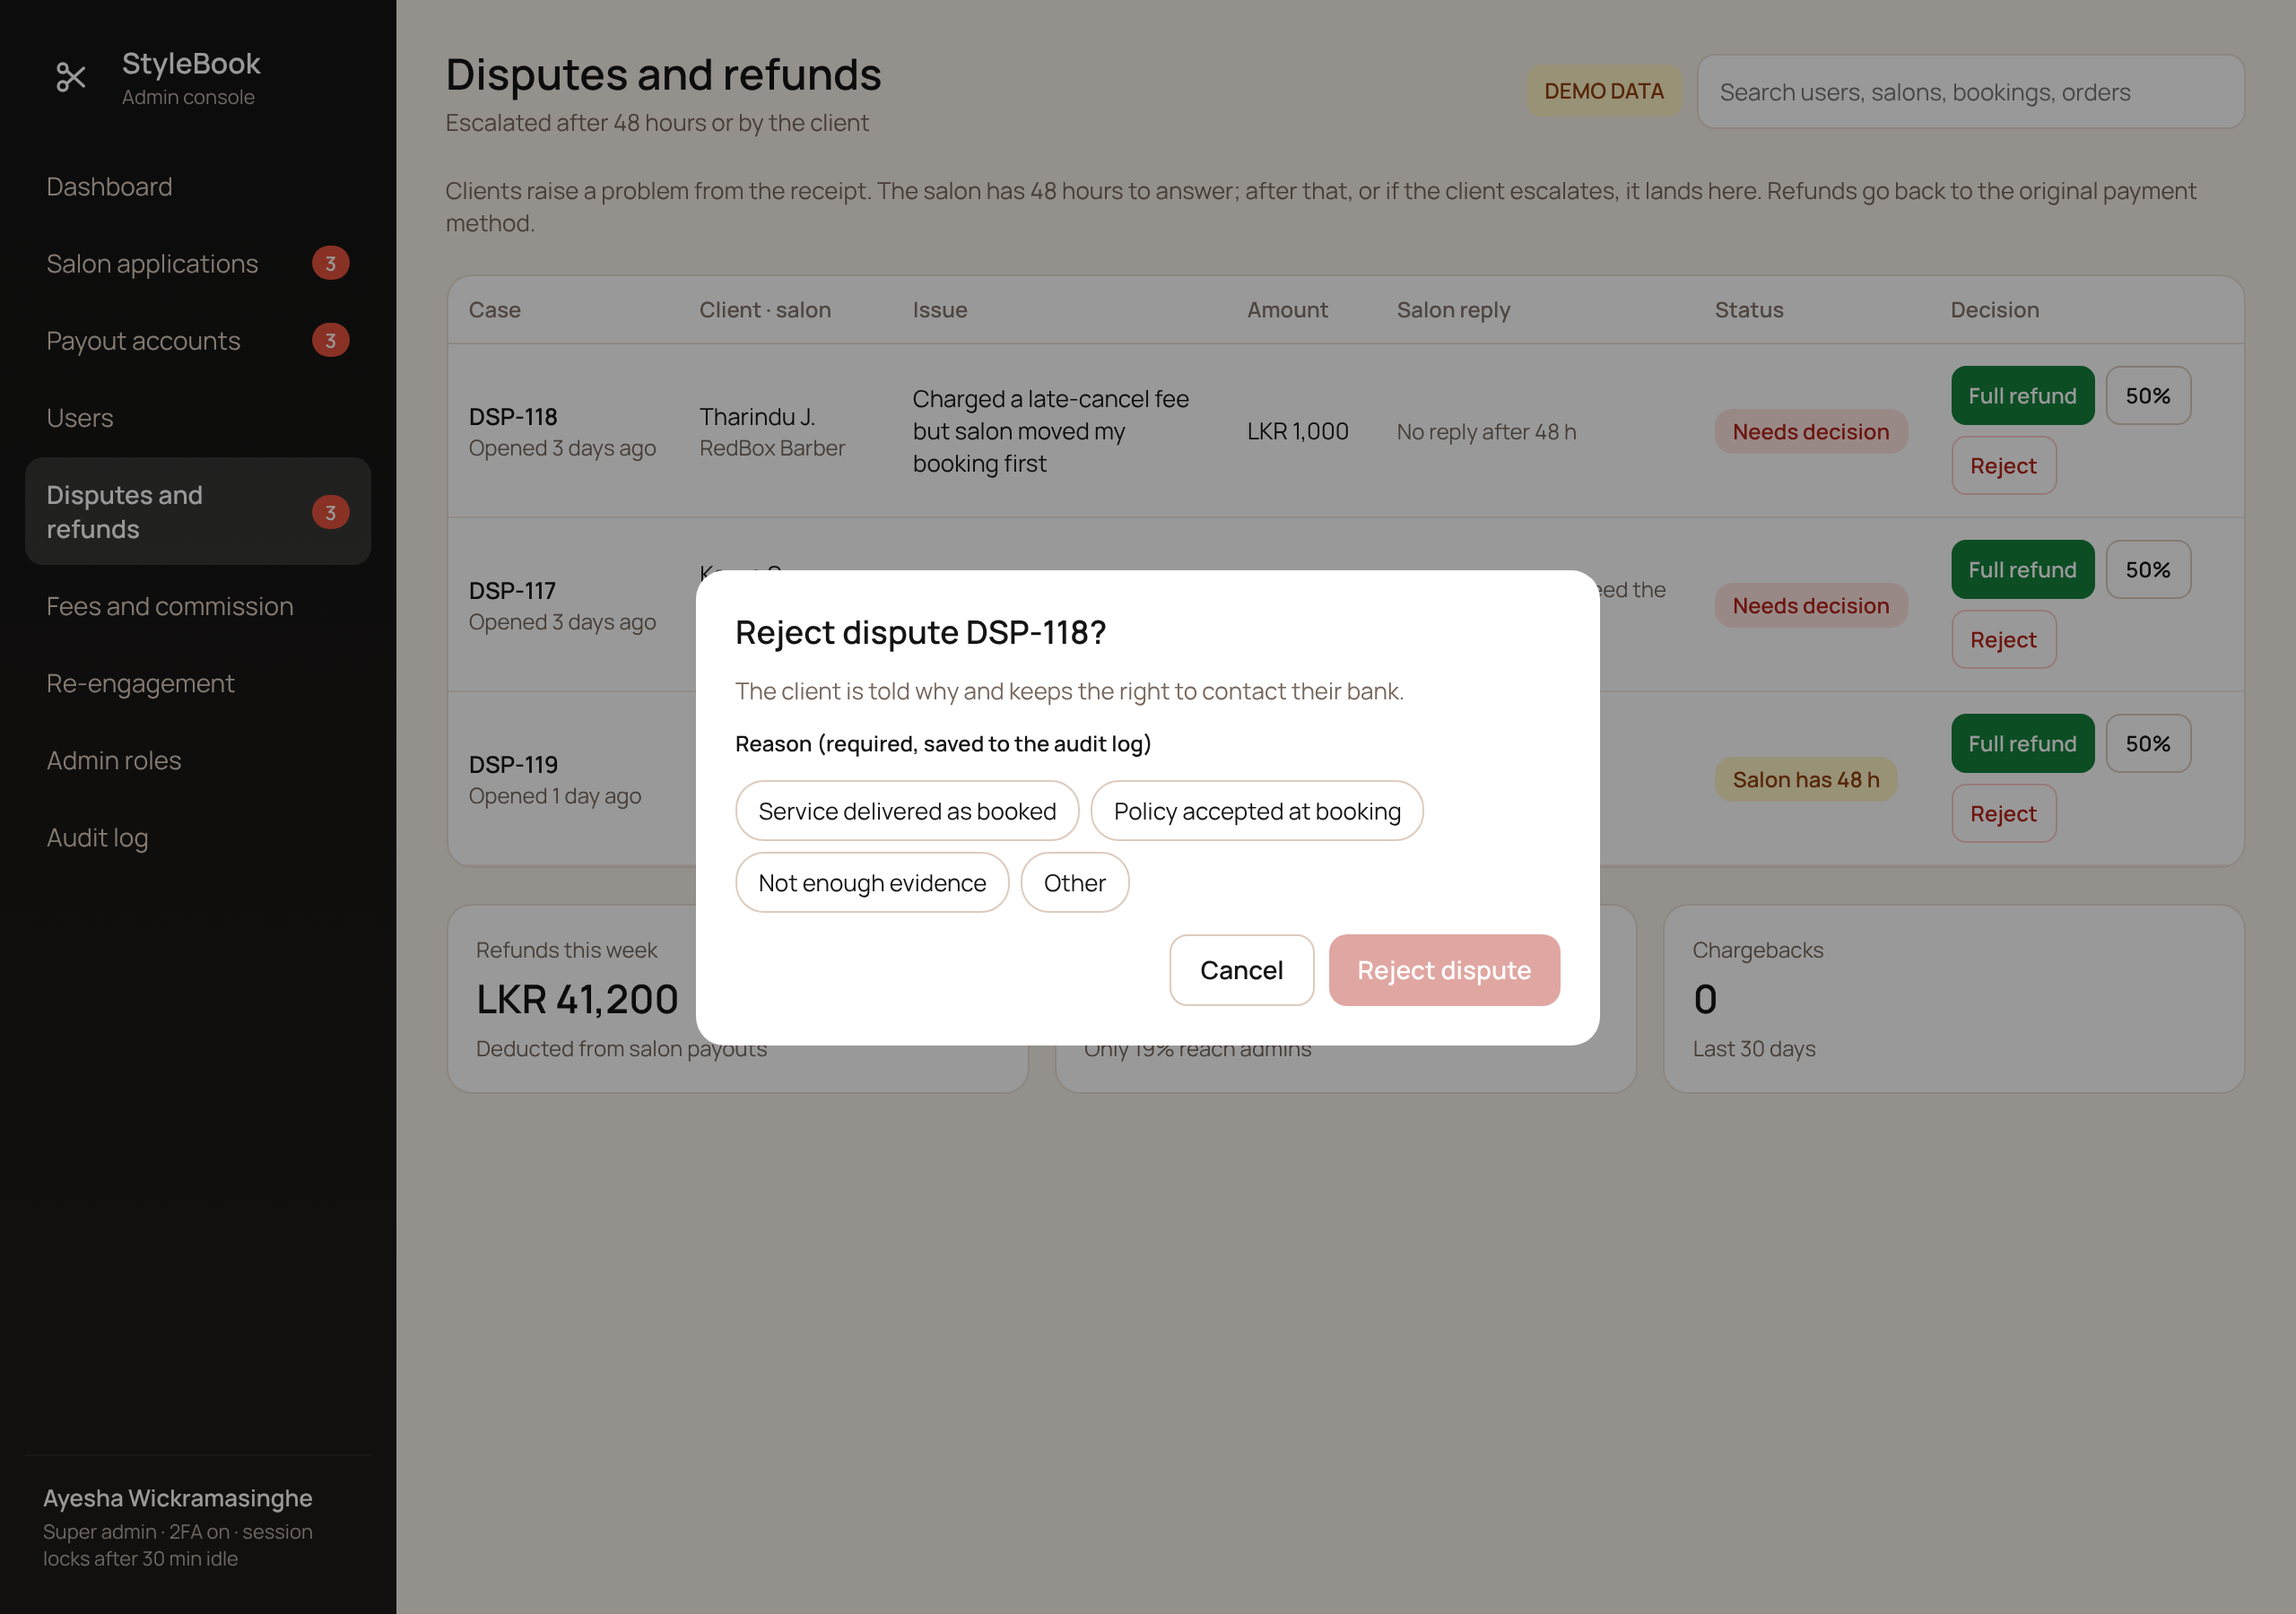 StyleBook
Admin console
Dashboard
Salon applications 3
Payout accounts 3
Users
Disputes and
refunds 3
Fees and commission
Re-engagement
Admin roles
Audit log
Ayesha Wickramasinghe
Super admin · 2FA on · session
locks after 30 min idle
Disputes and refunds
Escalated after 48 hours or by the client
DEMO DATA
Search users, salons, bookings, orders
Clients raise a problem from the receipt. The salon has 48 hours to answer; after that, or if the client escalates, it lands here. Refunds go back to the original payment
method.
Case Client · salon Issue Amount Salon reply Status Decision
DSP-118
Opened 3 days ago
Tharindu J.
RedBox Barber
Charged a late-cancel fee
but salon moved my
booking first
LKR 1,000
No reply after 48 h
Needs decision
Full refund 50%
Reject
DSP-117
Opened 3 days ago
the
Needs decision
Full refund 50%
Reject
DSP-119
Opened 1 day ago
Salon has 48 h
Full refund 50%
Reject
Reject dispute DSP-118?
The client is told why and keeps the right to contact their bank.
Reason (required, saved to the audit log)
Service delivered as booked Policy accepted at booking
Not enough evidence Other
Cancel Reject dispute
Refunds this week
LKR 41,200
Deducted from salon payouts
Only 19% reach admins
Chargebacks
0
Last 30 days